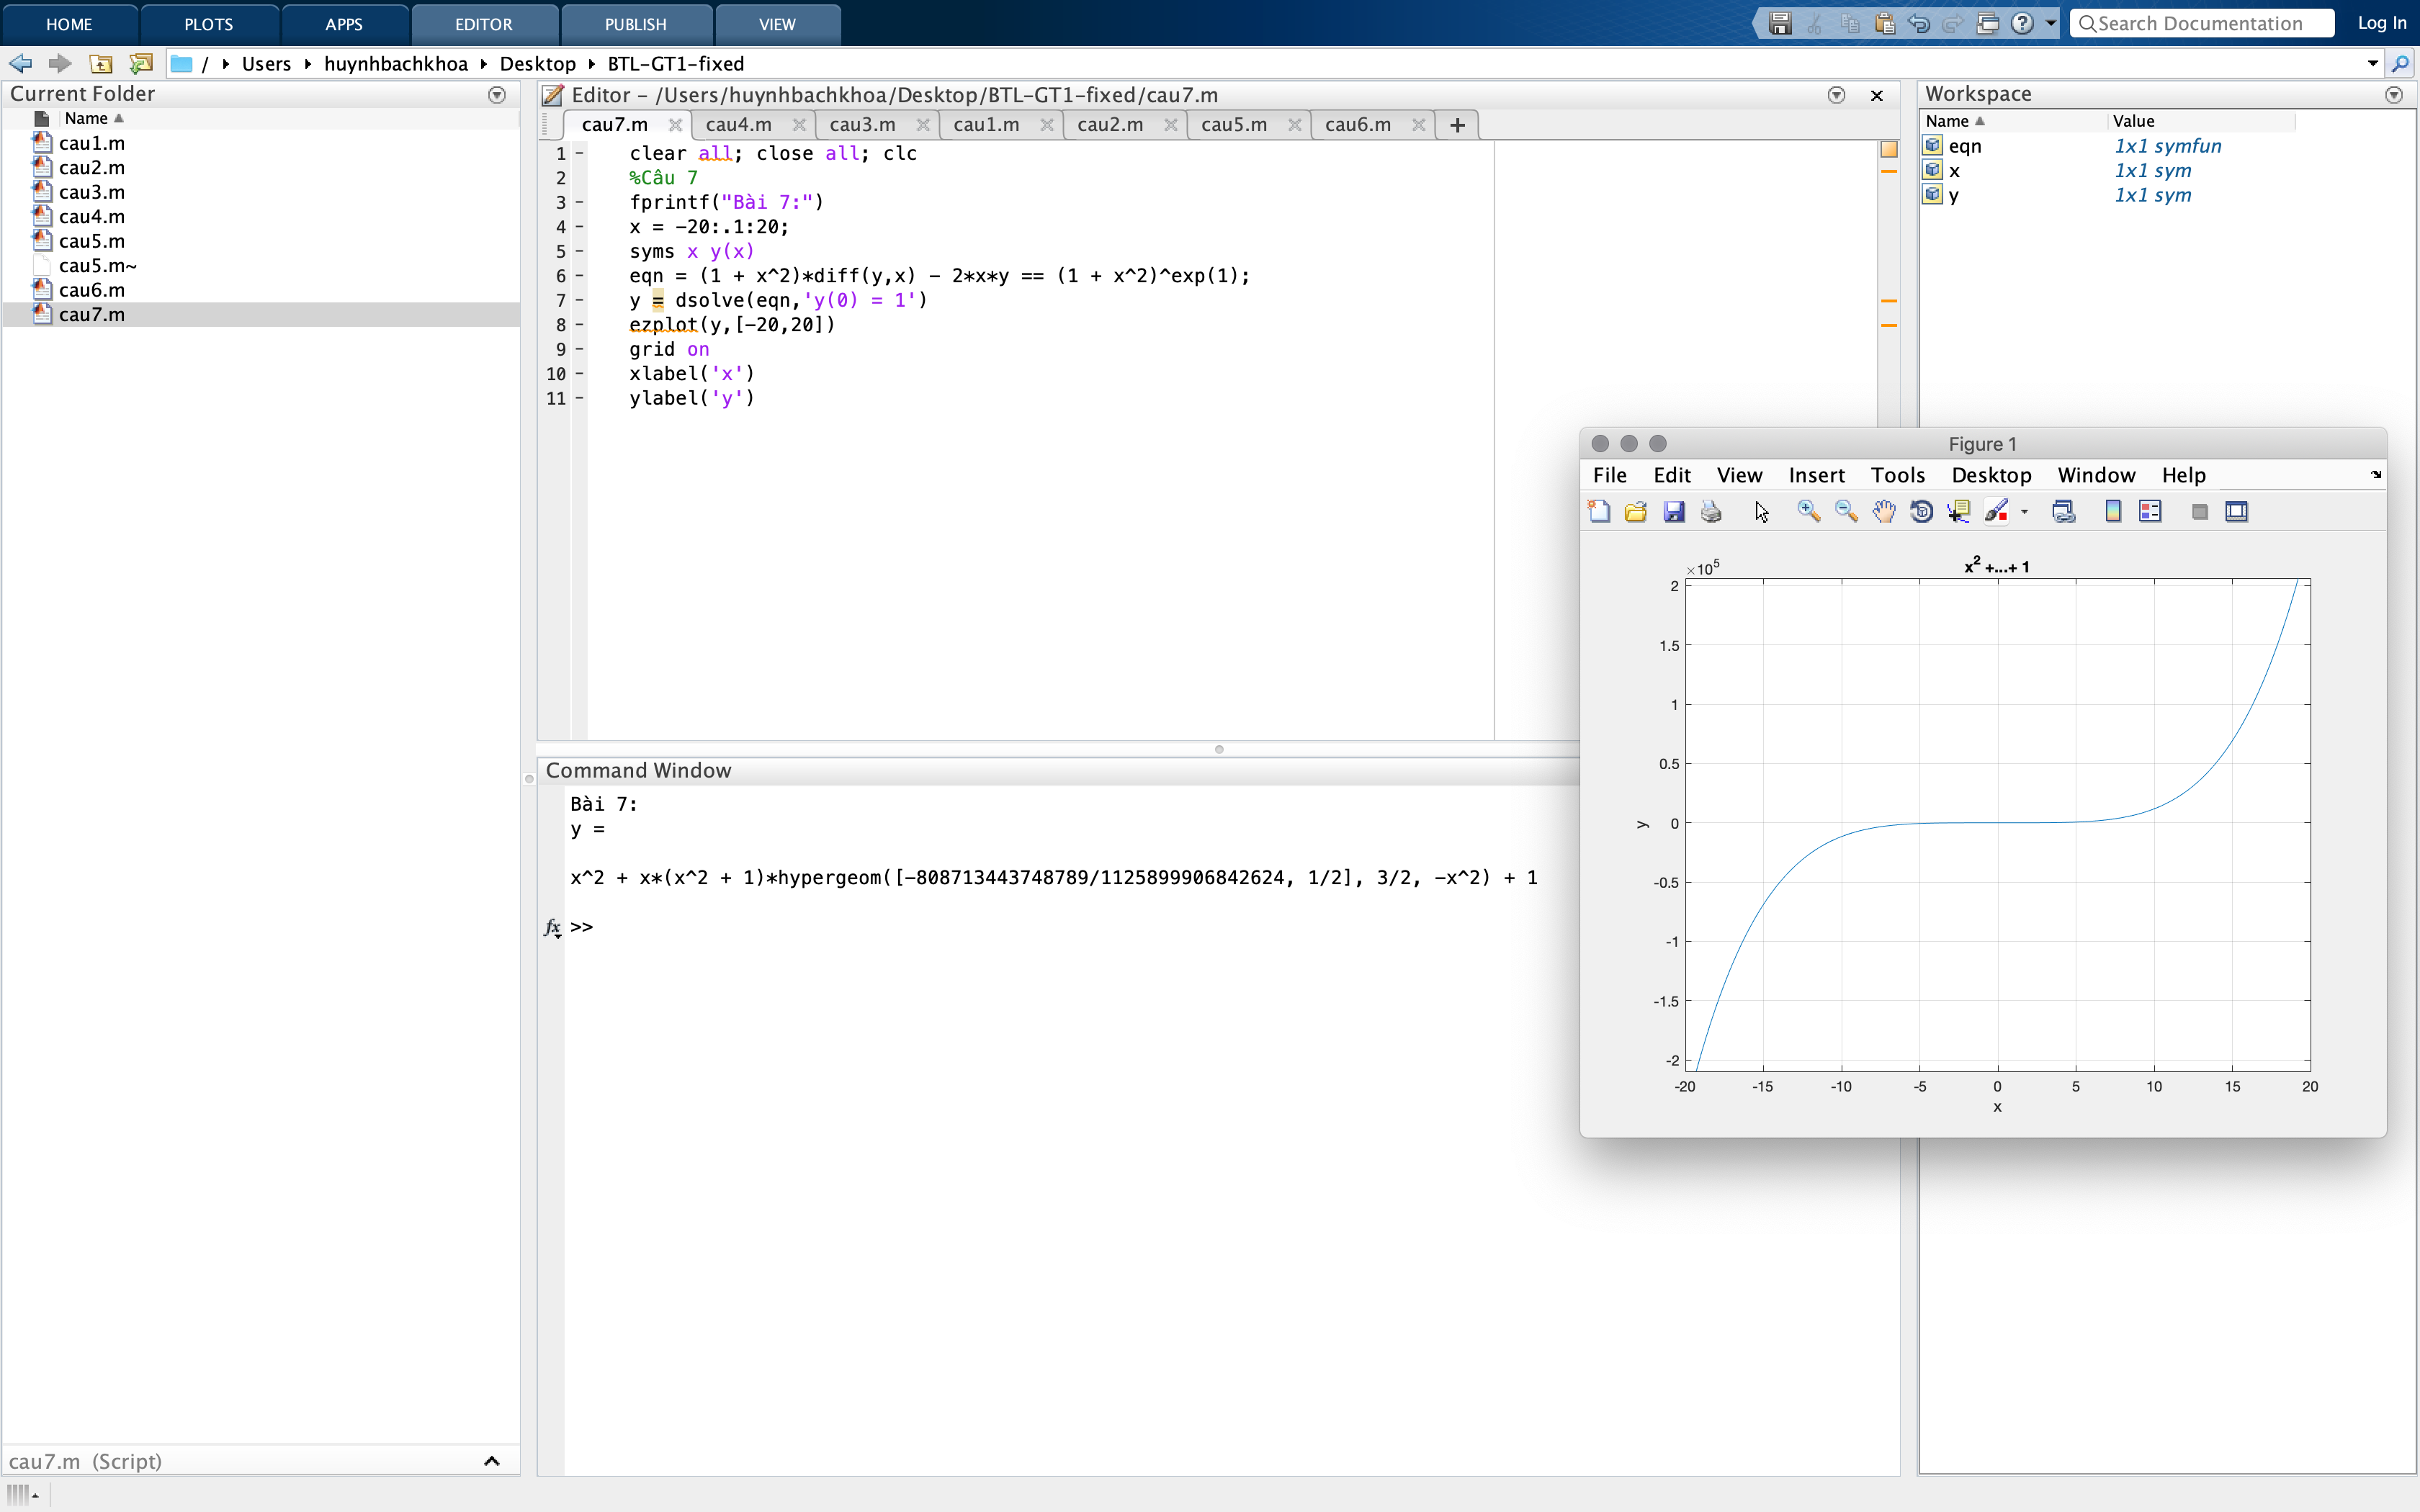 HOME PLOTS APPS EDITOR PUBLISH VIEW Search Documentation Log In
/ Users huynhbachkhoa Desktop BTL-GT1-fixed
Current Folder
Name
cau1.m
cau2.m
cau3.m
cau4.m
cau5.m
cau5.m~
cau6.m
cau7.m
cau7.m (Script)
Editor - /Users/huynhbachkhoa/Desktop/BTL-GT1-fixed/cau7.m
cau7.m cau4.m cau3.m cau1.m cau2.m cau5.m cau6.m +
1 - clear all; close all; clc
2 %Câu 7
3 - fprintf("Bài 7:")
4 - x = -20:.1:20;
5 - syms x y(x)
6 - eqn = (1 + x^2)*diff(y,x) - 2*x*y == (1 + x^2)^exp(1);
7 - y = dsolve(eqn,'y(0) = 1')
8 - ezplot(y,[-20,20])
9 - grid on
10 - xlabel('x')
11 - ylabel('y')
Command Window
Bài 7:
y =
x^2 + x*(x^2 + 1)*hypergeom([-808713443748789/1125899906842624, 1/2], 3/2, -x^2) + 1
fx >>
Workspace
Name Value
eqn 1x1 symfun
x 1x1 sym
y 1x1 sym
Figure 1
File Edit View Insert Tools Desktop Window Help
x² +...+ 1
×10⁵
2
1.5
1
0.5
0
-0.5
-1
-1.5
-2
y
-20 -15 -10 -5 0 5 10 15 20
x